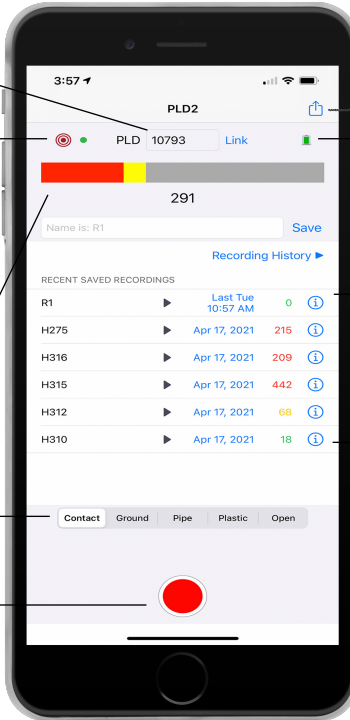 3:57
PLD2
PLD 10793 Link
291
Name is: R1 Save
Recording History ▶
RECENT SAVED RECORDINGS
R1 Last Tue 10:57 AM 0
H275 Apr 17, 2021 215
H316 Apr 17, 2021 209
H315 Apr 17, 2021 442
H312 Apr 17, 2021 68
H310 Apr 17, 2021 18
Contact Ground Pipe Plastic Open